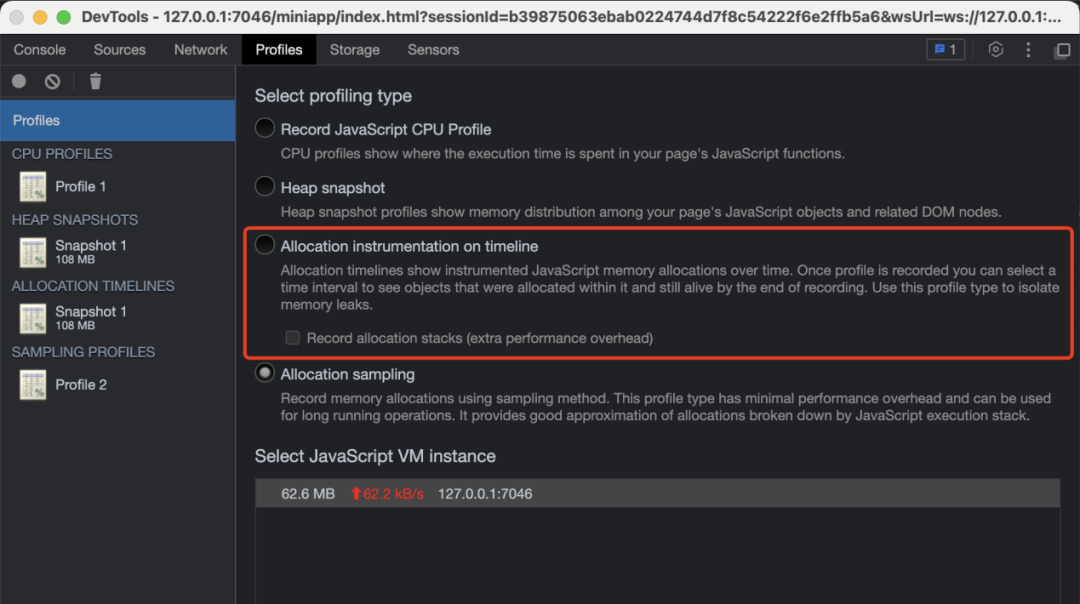 DevTools - 127.0.0.1:7046/miniapp/index.html?sessionId=b39875063ebab0224744d7f8c54222f6e2ffb5a6&wsUrl=ws://127.0.0.1:...
Console Sources Network Profiles Storage Sensors 1
Profiles
CPU PROFILES
Profile 1
HEAP SNAPSHOTS
Snapshot 1
108 MB
ALLOCATION TIMELINES
Snapshot 1
108 MB
SAMPLING PROFILES
Profile 2
Select profiling type
Record JavaScript CPU Profile
CPU profiles show where the execution time is spent in your page's JavaScript functions.
Heap snapshot
Heap snapshot profiles show memory distribution among your page's JavaScript objects and related DOM nodes.
Allocation instrumentation on timeline
Allocation timelines show instrumented JavaScript memory allocations over time. Once profile is recorded you can select a
time interval to see objects that were allocated within it and still alive by the end of recording. Use this profile type to isolate
memory leaks.
Record allocation stacks (extra performance overhead)
Allocation sampling
Record memory allocations using sampling method. This profile type has minimal performance overhead and can be used
for long running operations. It provides good approximation of allocations broken down by JavaScript execution stack.
Select JavaScript VM instance
62.6 MB 62.2 kB/s 127.0.0.1:7046